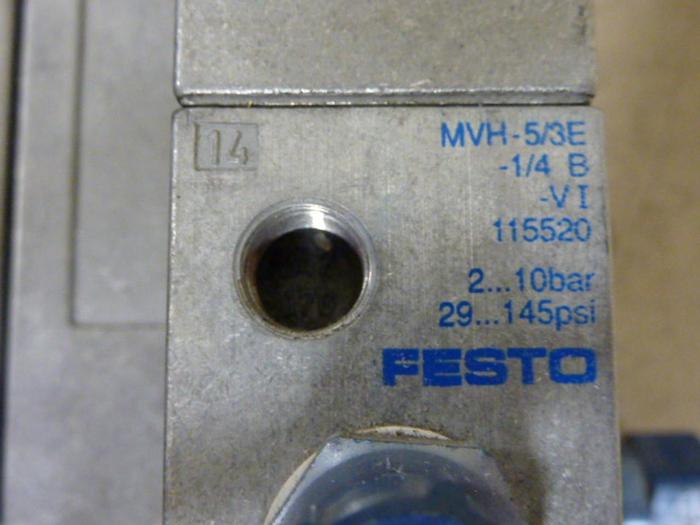 14
MVH-5/3E
-1/4 B
-VI
115520
2...10bar
29...145psi
FESTO